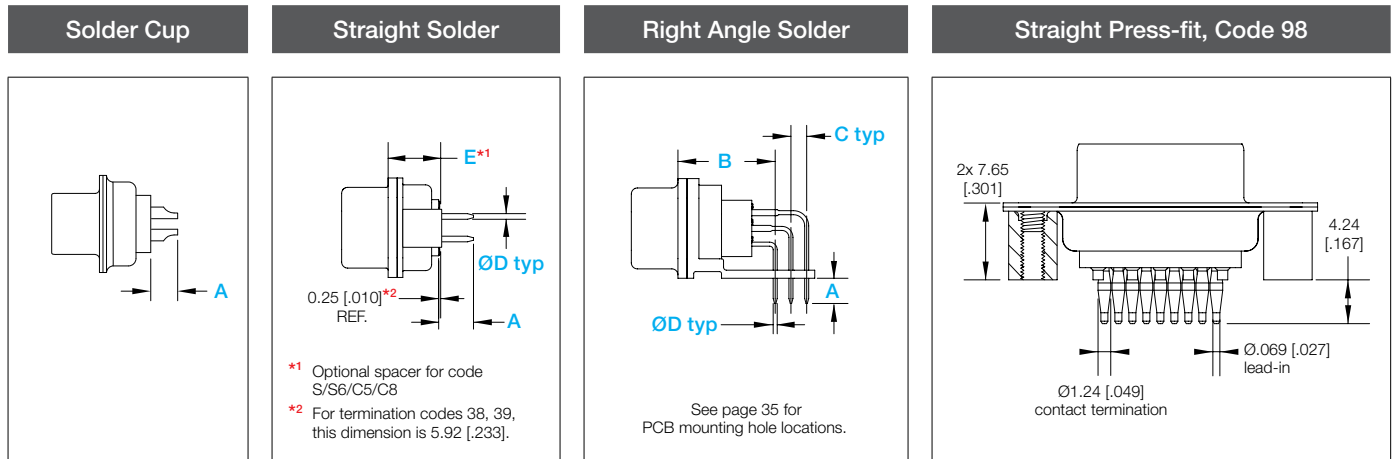 Solder Cup
A
Straight Solder
E*1
ØD typ
0.25 [.010]*2
REF.
A
*1 Optional spacer for code
S/S6/C5/C8
*2 For termination codes 38, 39,
this dimension is 5.92 [.233].
Right Angle Solder
C typ
B
A
ØD typ
See page 35 for
PCB mounting hole locations.
Straight Press-fit, Code 98
2x 7.65
[.301]
4.24
[.167]
Ø.069 [.027]
lead-in
Ø1.24 [.049]
contact termination